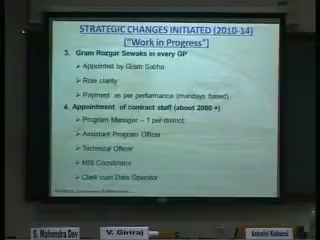 STRATEGIC CHANGES INITIATED (2010-14)
("Work in Progress")
3. Gram Rozgar Sewaks in every GP
➢ Appointed by Gram Sabha
➢ Role clarity
➢ Payment as per performance (mandays based)
4. Appointment of contract staff (about 2000 +)
➢ Program Manager – 1 per district
➢ Assistant Program Officer
➢ Technical Officer
➢ MIS Coordinator
➢ Clerk cum Data Operator
S. Mahendra Dev
V. Giriraj
Ashwini Kulkarni